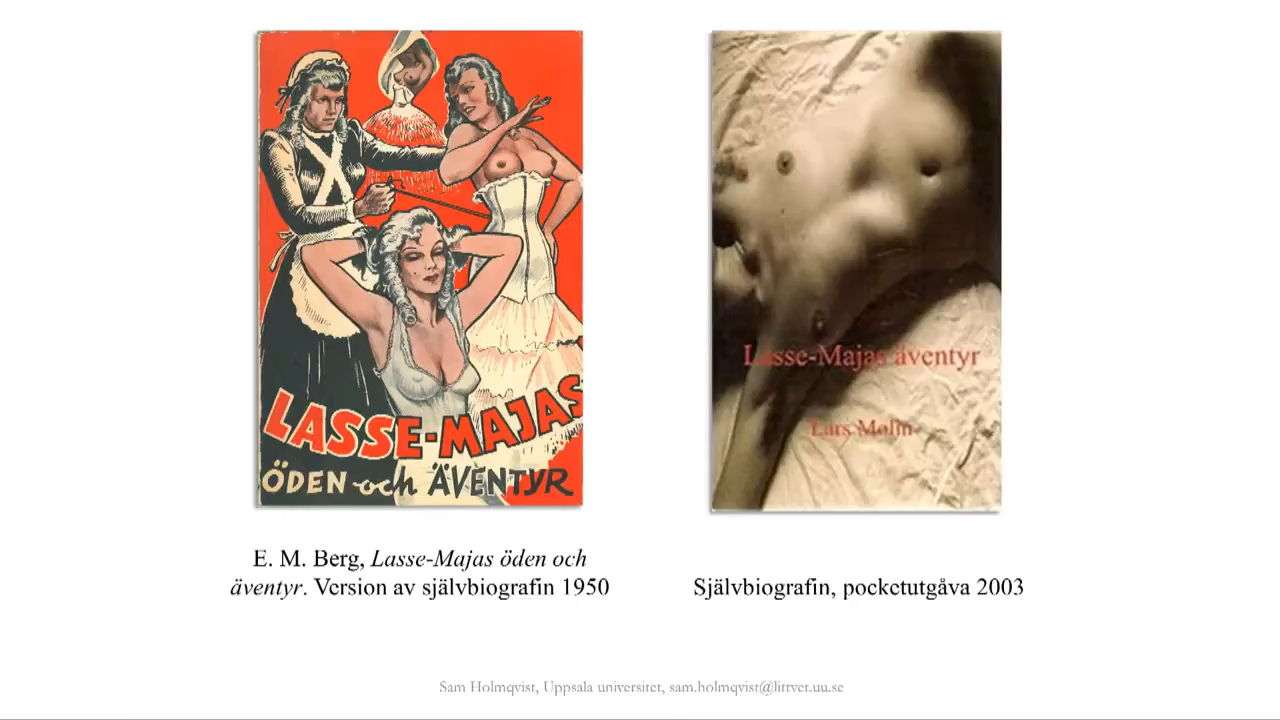 LASSE-MAJAS
ÖDEN och ÄVENTYR
Lasse-Majas äventyr
Lars Molin
E. M. Berg, Lasse-Majas öden och
äventyr. Version av självbiografin 1950
Självbiografin, pocketutgåva 2003
Sam Holmqvist, Uppsala universitet, sam.holmqvist@littvet.uu.se